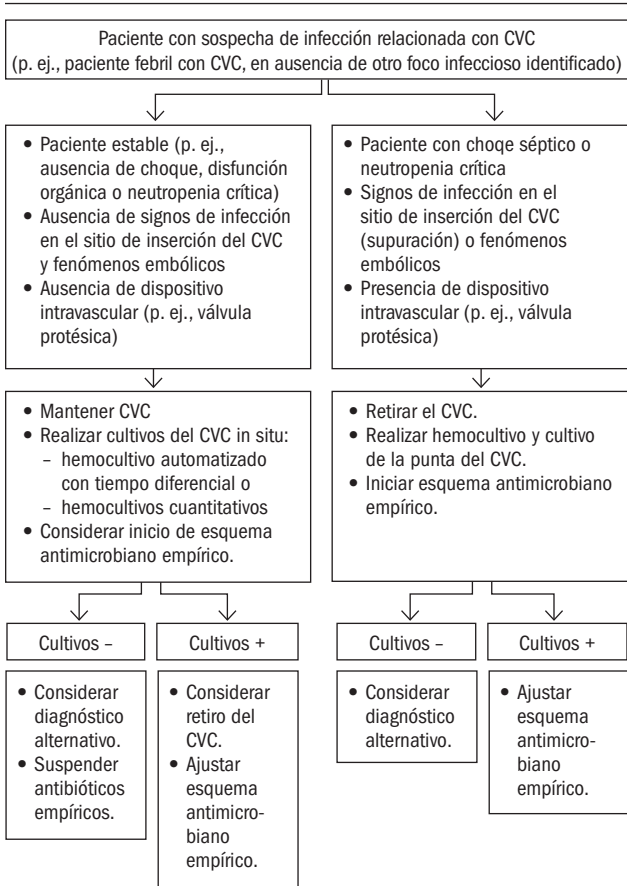 Paciente con sospecha de infección relacionada con CVC
(p. ej., paciente febril con CVC, en ausencia de otro foco infeccioso identificado)
• Paciente estable (p. ej.,
ausencia de choque, disfunción
orgánica o neutropenia crítica)
• Ausencia de signos de infección
en el sitio de inserción del CVC
y fenómenos embólicos
• Ausencia de dispositivo
intravascular (p. ej., válvula
protésica)
• Paciente con choqe séptico o
neutropenia crítica
• Signos de infección en el
sitio de inserción del CVC
(supuración) o fenómenos
embólicos
• Presencia de dispositivo
intravascular (p. ej., válvula
protésica)
• Mantener CVC
• Realizar cultivos del CVC in situ:
– hemocultivo automatizado
con tiempo diferencial o
– hemocultivos cuantitativos
• Considerar inicio de esquema
antimicrobiano empírico.
• Retirar el CVC.
• Realizar hemocultivo y cultivo
de la punta del CVC.
• Iniciar esquema antimicrobiano
empírico.
Cultivos –
Cultivos +
Cultivos –
Cultivos +
• Considerar
diagnóstico
alternativo.
• Suspender
antibióticos
empíricos.
• Considerar
retiro del
CVC.
• Ajustar
esquema
antimicro-
biano
empírico.
• Considerar
diagnóstico
alternativo.
• Ajustar
esquema
antimicro-
biano
empírico.